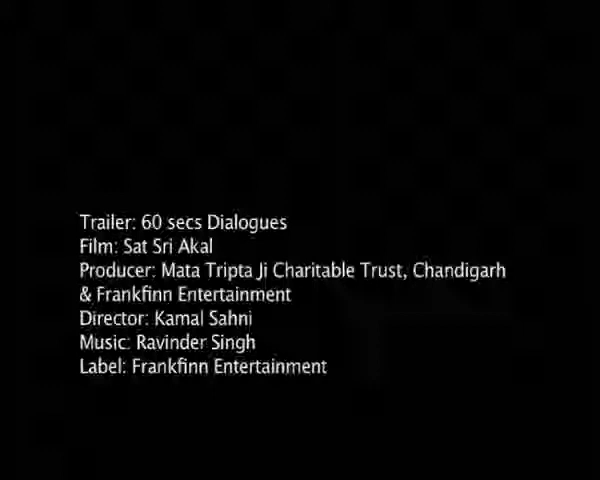 Trailer: 60 secs Dialogues
Film: Sat Sri Akal
Producer: Mata Tripta Ji Charitable Trust, Chandigarh
& Frankfinn Entertainment
Director: Kamal Sahni
Music: Ravinder Singh
Label: Frankfinn Entertainment